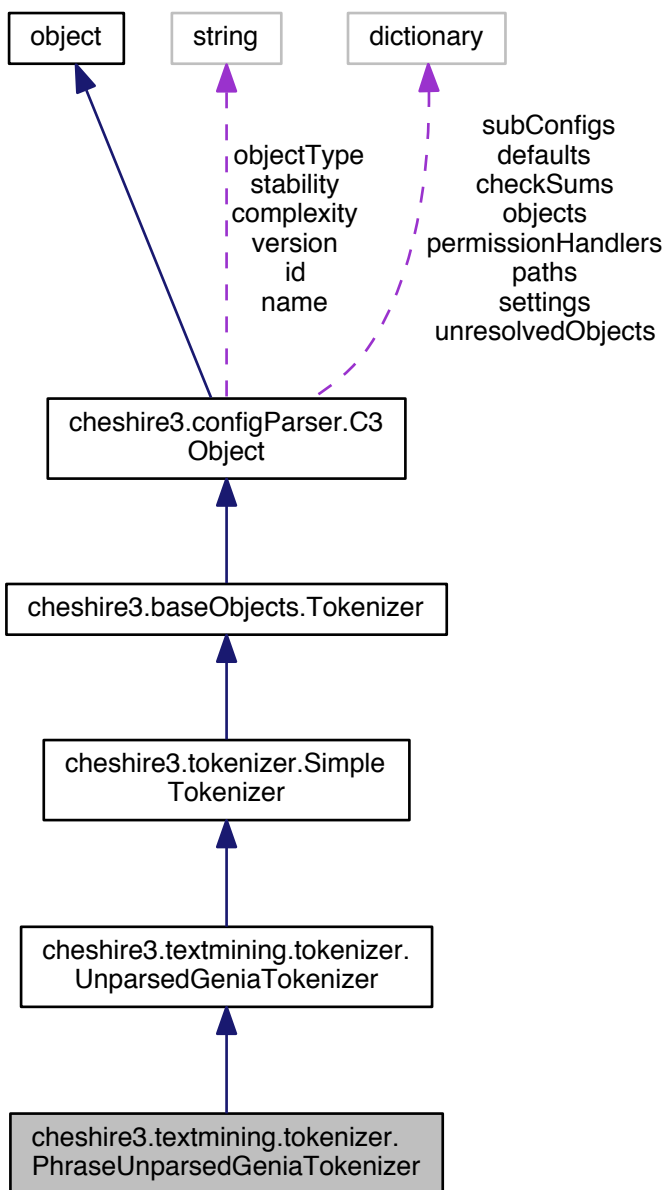 object
string
dictionary
objectType
stability
complexity
version
id
name
subConfigs
defaults
checkSums
objects
permissionHandlers
paths
settings
unresolvedObjects
cheshire3.configParser.C3
Object
cheshire3.baseObjects.Tokenizer
cheshire3.tokenizer.Simple
Tokenizer
cheshire3.textmining.tokenizer.
UnparsedGeniaTokenizer
cheshire3.textmining.tokenizer.
PhraseUnparsedGeniaTokenizer